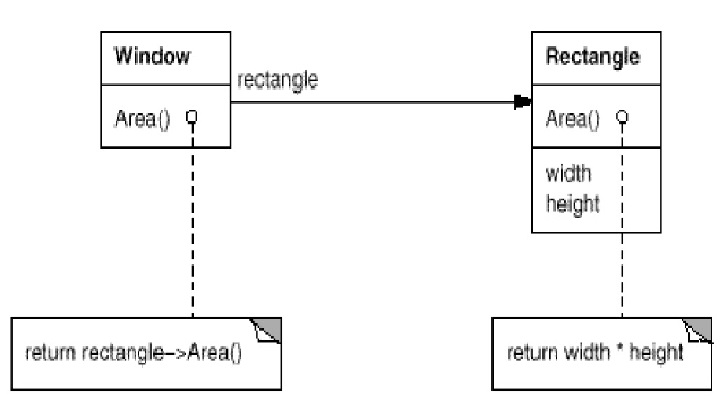 Window
rectangle
Area()
Rectangle
Area()
width
height
return rectangle–>Area()
return width * height